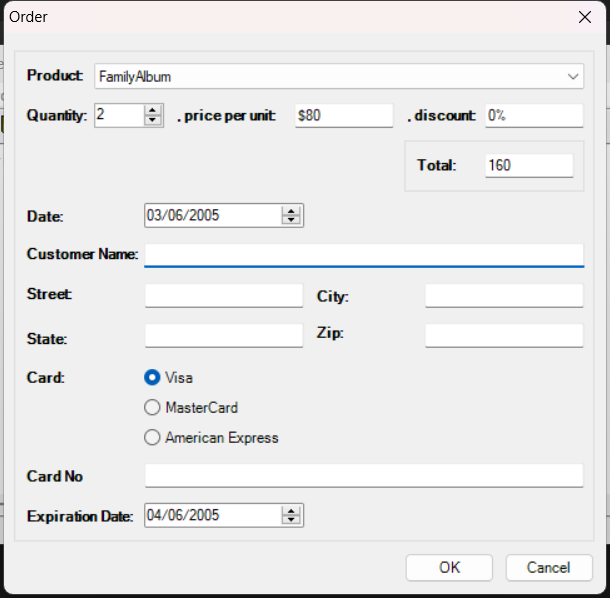 Order
Product: FamilyAlbum
Quantity: 2 , price per unit: $80 , discount: 0%
Total: 160
Date: 03/06/2005
Customer Name:
Street: City:
State: Zip:
Card: Visa
MasterCard
American Express
Card No
Expiration Date: 04/06/2005
OK Cancel